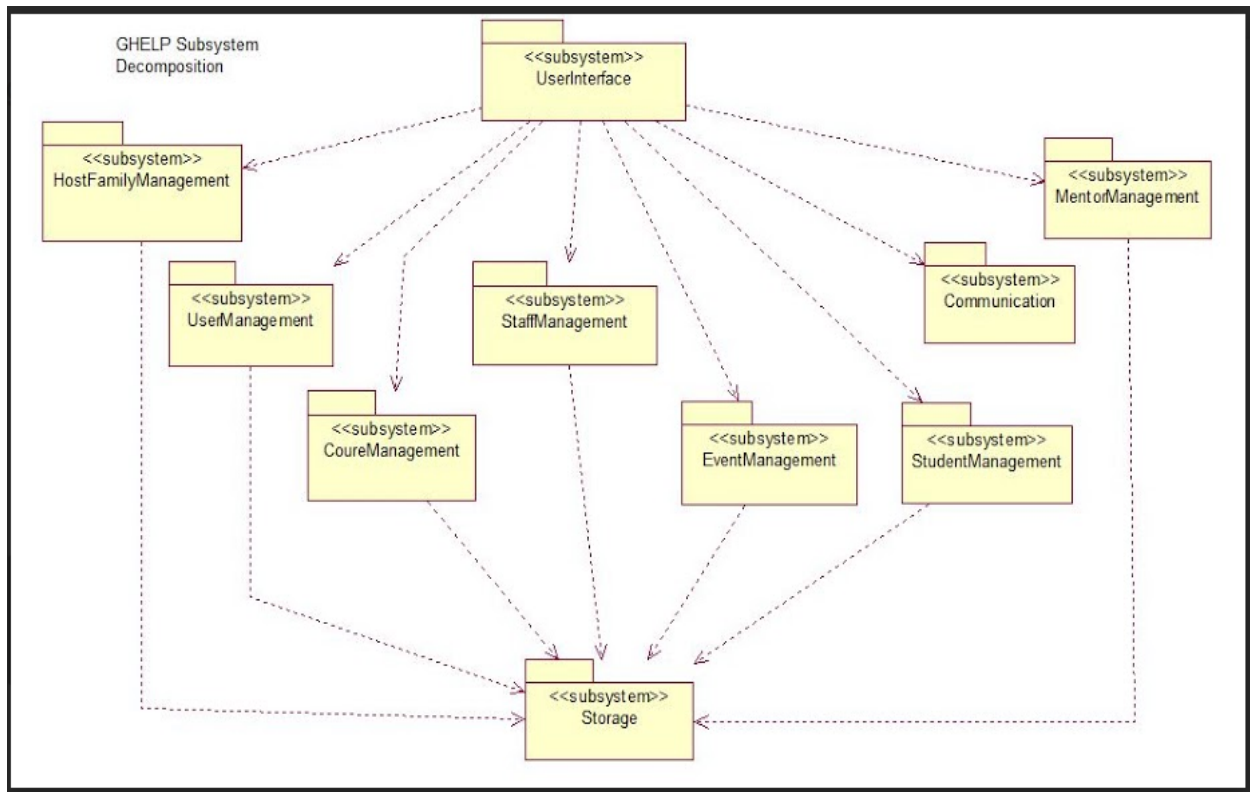 GHELP Subsystem
Decomposition
<<subsystem>>
UserInterface
<<subsystem>>
HostFamilyManagement
<<subsystem>>
MentorManagement
<<subsystem>>
UserManagement
<<subsystem>>
StaffManagement
<<subsystem>>
Communication
<<subsystem>>
CoureManagement
<<subsystem>>
EventManagement
<<subsystem>>
StudentManagement
<<subsystem>>
Storage